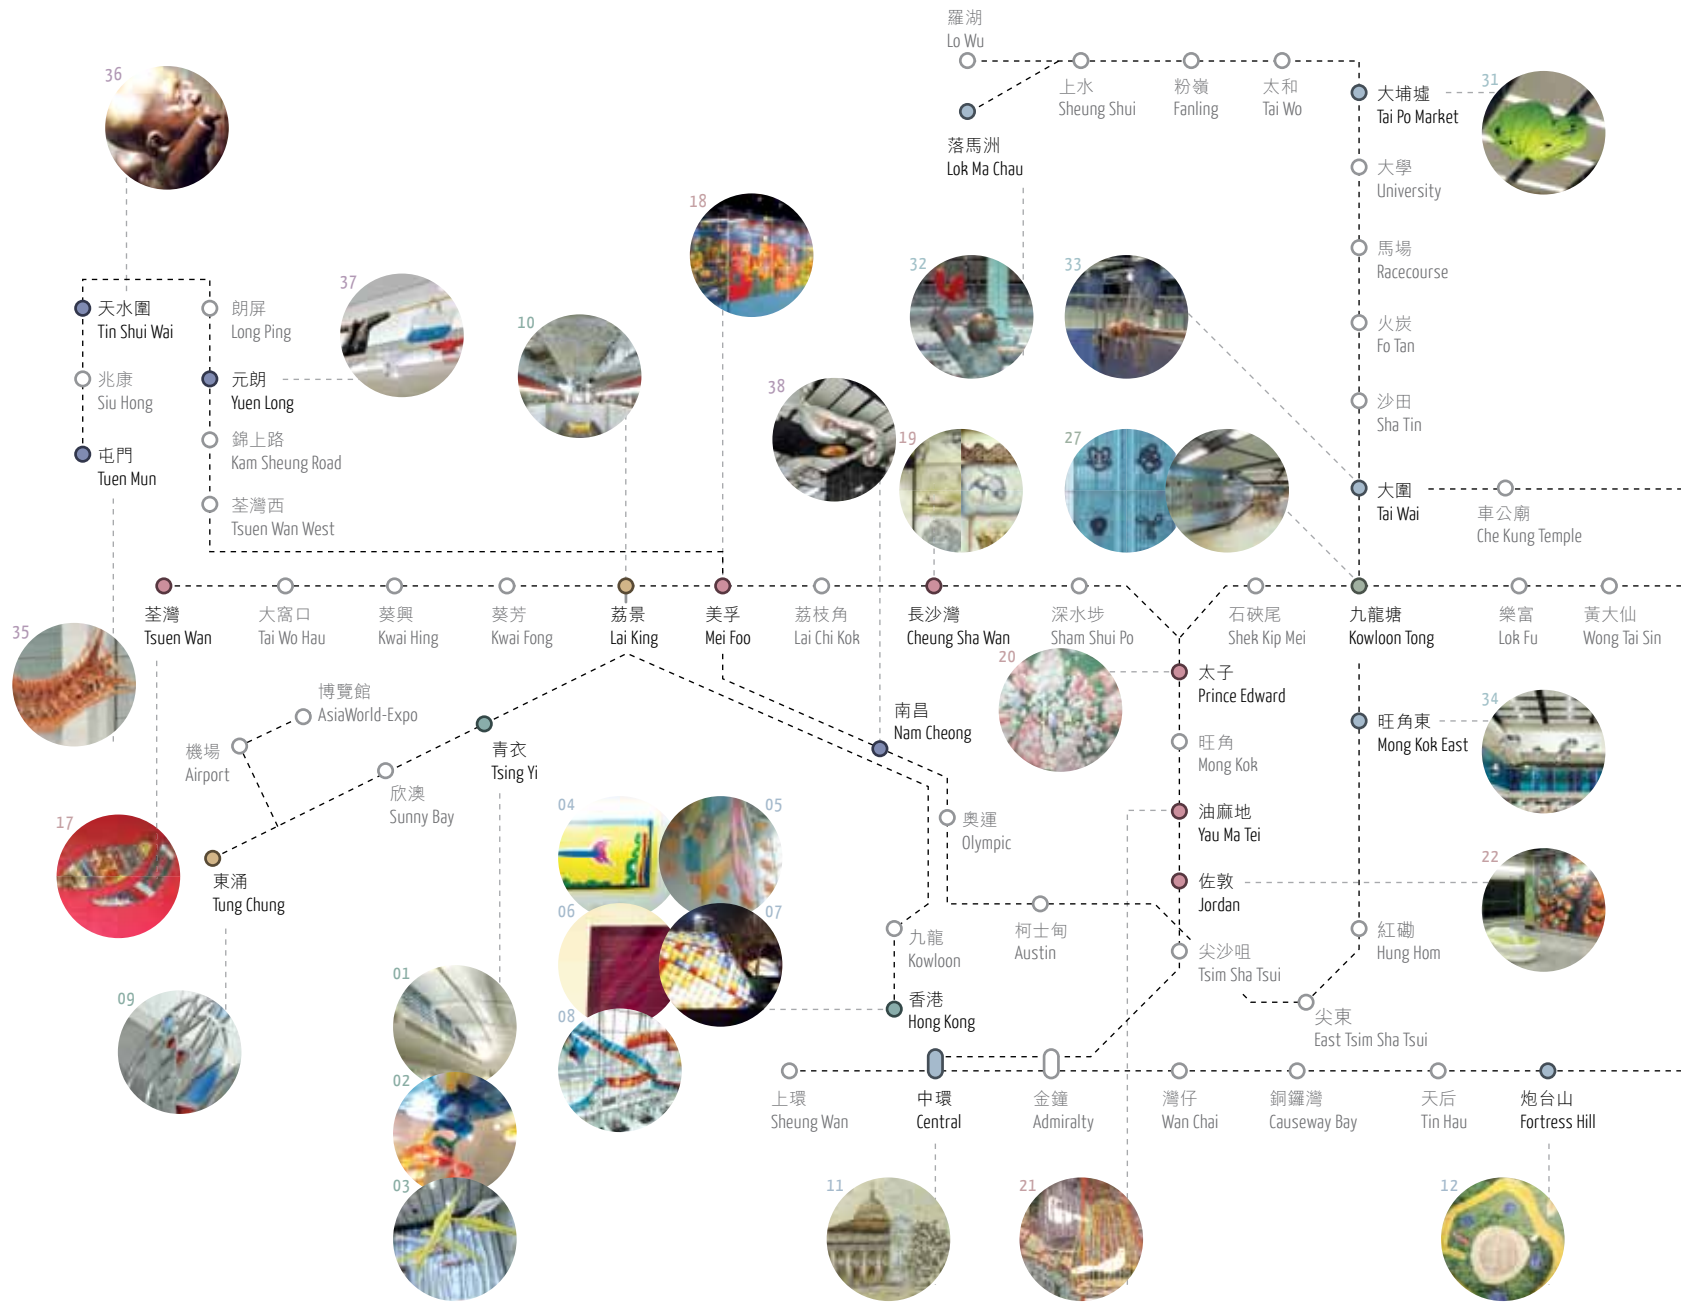 羅湖
Lo Wu
上水
Sheung Shui
粉嶺
Fanling
太和
Tai Wo
大埔墟
Tai Po Market
31
落馬洲
Lok Ma Chau
大學
University
馬場
Racecourse
火炭
Fo Tan
沙田
Sha Tin
大圍
Tai Wai
車公廟
Che Kung Temple
36
18
32
33
37
10
38
19
27
天水圍
Tin Shui Wai
朗屏
Long Ping
兆康
Siu Hong
元朗
Yuen Long
屯門
Tuen Mun
錦上路
Kam Sheung Road
荃灣西
Tsuen Wan West
荃灣
Tsuen Wan
大窩口
Tai Wo Hau
葵興
Kwai Hing
葵芳
Kwai Fong
荔景
Lai King
美孚
Mei Foo
荔枝角
Lai Chi Kok
長沙灣
Cheung Sha Wan
深水埗
Sham Shui Po
石硤尾
Shek Kip Mei
九龍塘
Kowloon Tong
樂富
Lok Fu
黃大仙
Wong Tai Sin
35
20
太子
Prince Edward
34
博覽館
AsiaWorld-Expo
機場
Airport
青衣
Tsing Yi
南昌
Nam Cheong
旺角
Mong Kok
旺角東
Mong Kok East
欣澳
Sunny Bay
17
04
05
奧運
Olympic
油麻地
Yau Ma Tei
22
東涌
Tung Chung
佐敦
Jordan
06
07
九龍
Kowloon
柯士甸
Austin
尖沙咀
Tsim Sha Tsui
紅磡
Hung Hom
09
01
08
香港
Hong Kong
尖東
East Tsim Sha Tsui
02
03
上環
Sheung Wan
中環
Central
金鐘
Admiralty
灣仔
Wan Chai
銅鑼灣
Causeway Bay
天后
Tin Hau
炮台山
Fortress Hill
11
21
12